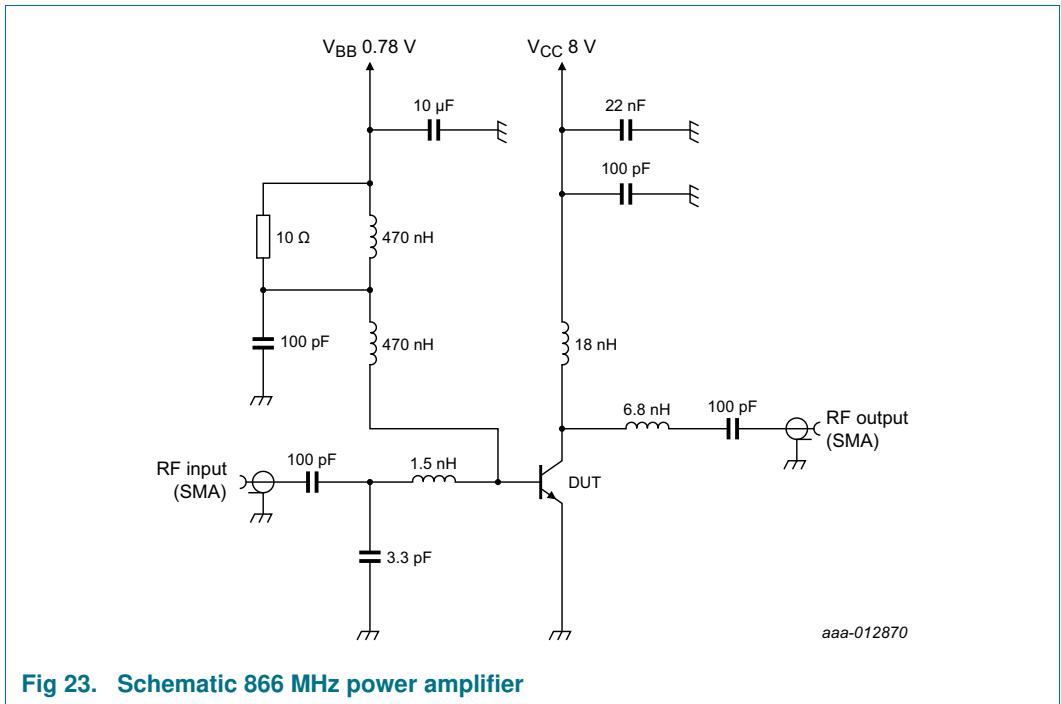 V_BB 0.78 V
V_CC 8 V
10 µF
22 nF
100 pF
10 Ω
470 nH
100 pF
470 nH
18 nH
6.8 nH
100 pF
RF output
(SMA)
RF input
(SMA)
100 pF
1.5 nH
DUT
3.3 pF
aaa-012870
Fig 23. Schematic 866 MHz power amplifier